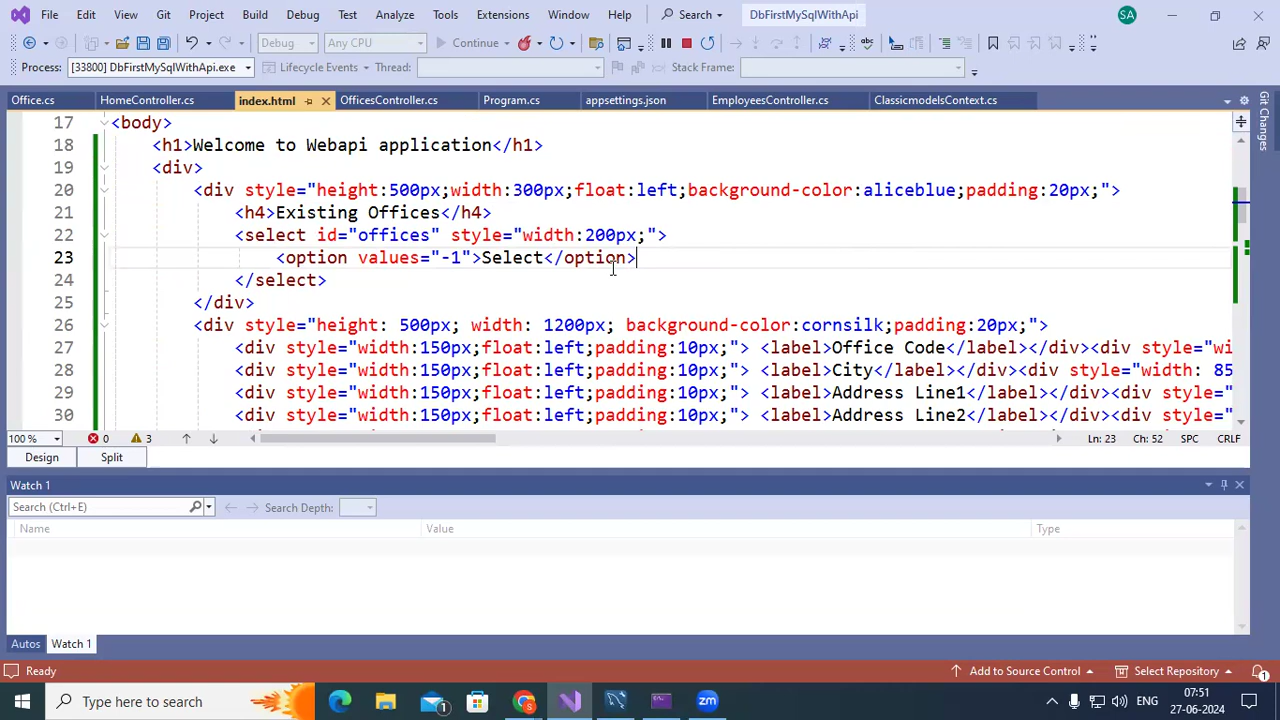 File Edit View Git Project Build Debug Test Analyze Tools Extensions Window Help Search DbFirstMySqlWithApi SA
Debug Any CPU Continue
Process: [33800] DbFirstMySqlWithApi.exe Lifecycle Events Thread: Stack Frame:
Office.cs HomeController.cs index.html OfficesController.cs Program.cs appsettings.json EmployeesController.cs ClassicmodelsContext.cs
Git Changes
17 <body>
18 <h1>Welcome to Webapi application</h1>
19 <div>
20 <div style="height:500px;width:300px;float:left;background-color:aliceblue;padding:20px;">
21 <h4>Existing Offices</h4>
22 <select id="offices" style="width:200px;">
23 <option values="-1">Select</option>
24 </select>
25 </div>
26 <div style="height: 500px; width: 1200px; background-color:cornsilk;padding:20px;">
27 <div style="width:150px;float:left;padding:10px;"> <label>Office Code</label></div><div style="wi
28 <div style="width:150px;float:left;padding:10px;"> <label>City</label></div><div style="width: 85
29 <div style="width:150px;float:left;padding:10px;"> <label>Address Line1</label></div><div style="
30 <div style="width:150px;float:left;padding:10px;"> <label>Address Line2</label></div><div style="
100 % 0 3 Ln: 23 Ch: 52 SPC CRLF
Design Split
Watch 1
Search (Ctrl+E) Search Depth:
Name Value Type
Autos Watch 1
Ready Add to Source Control Select Repository 1
Type here to search 1 ENG 07:51
27-06-2024
zm